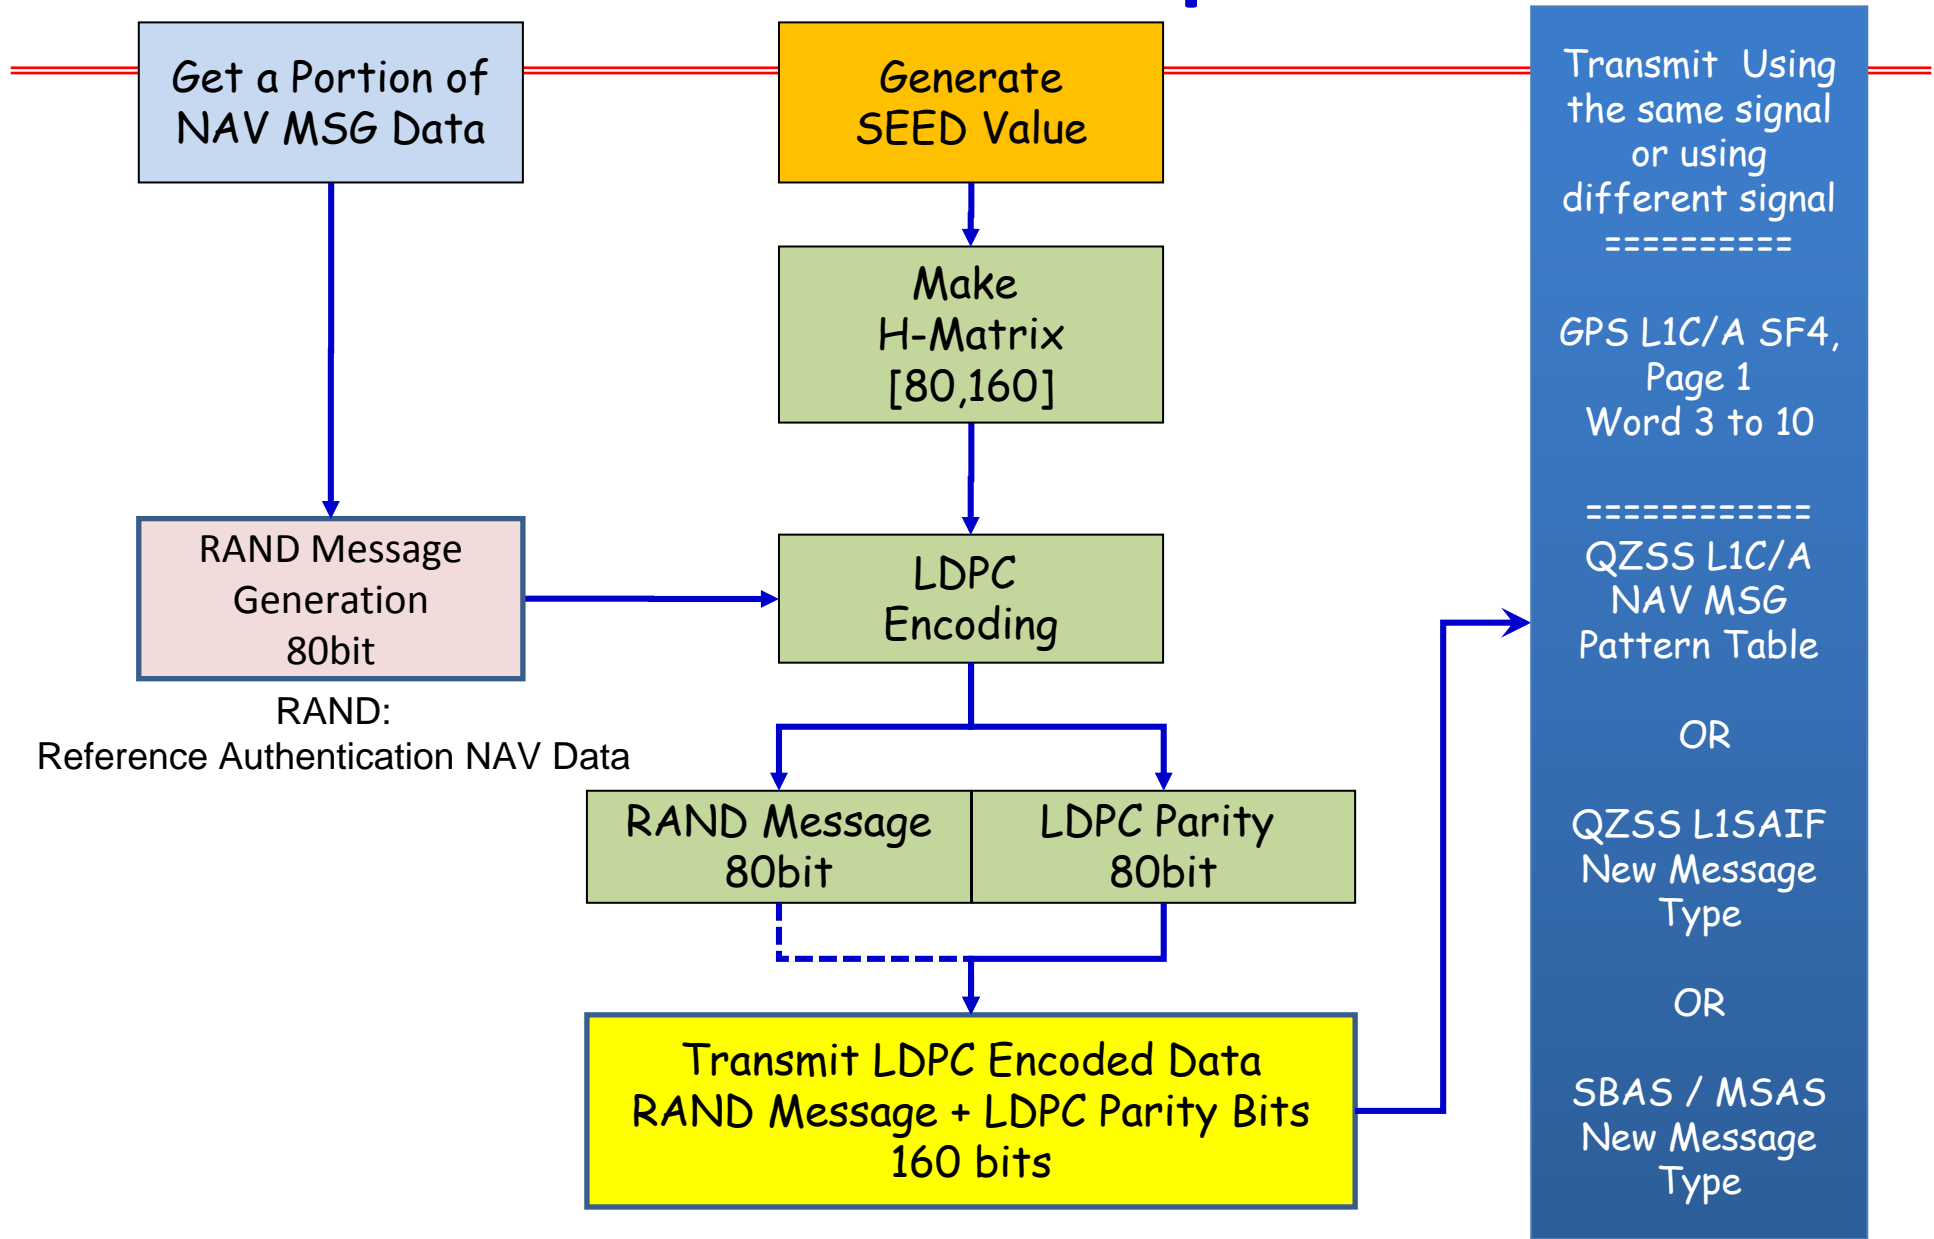 Get a Portion of
NAV MSG Data
Generate
SEED Value
Make
H-Matrix
[80,160]
RAND Message
Generation
80bit
RAND:
Reference Authentication NAV Data
LDPC
Encoding
RAND Message
80bit
LDPC Parity
80bit
Transmit LDPC Encoded Data
RAND Message + LDPC Parity Bits
160 bits
Transmit Using
the same signal
or using
different signal
==========
GPS L1C/A SF4,
Page 1
Word 3 to 10
============
QZSS L1C/A
NAV MSG
Pattern Table
OR
QZSS L1SAIF
New Message
Type
OR
SBAS / MSAS
New Message
Type